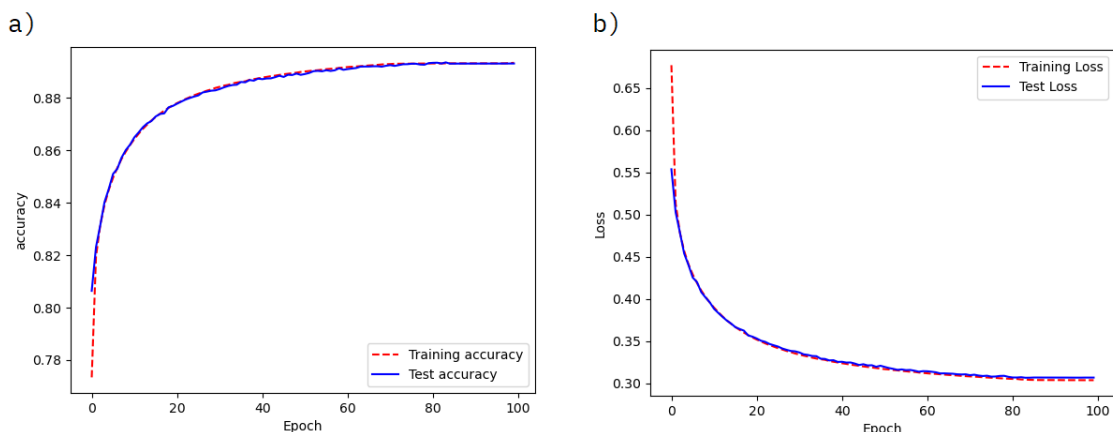 a)
0.88
0.86
0.84
0.82
0.80
0.78
accuracy
Training accuracy
Test accuracy
0 20 40 60 80 100
Epoch
b)
0.65
0.60
0.55
0.50
0.45
0.40
0.35
0.30
Loss
Training Loss
Test Loss
0 20 40 60 80 100
Epoch